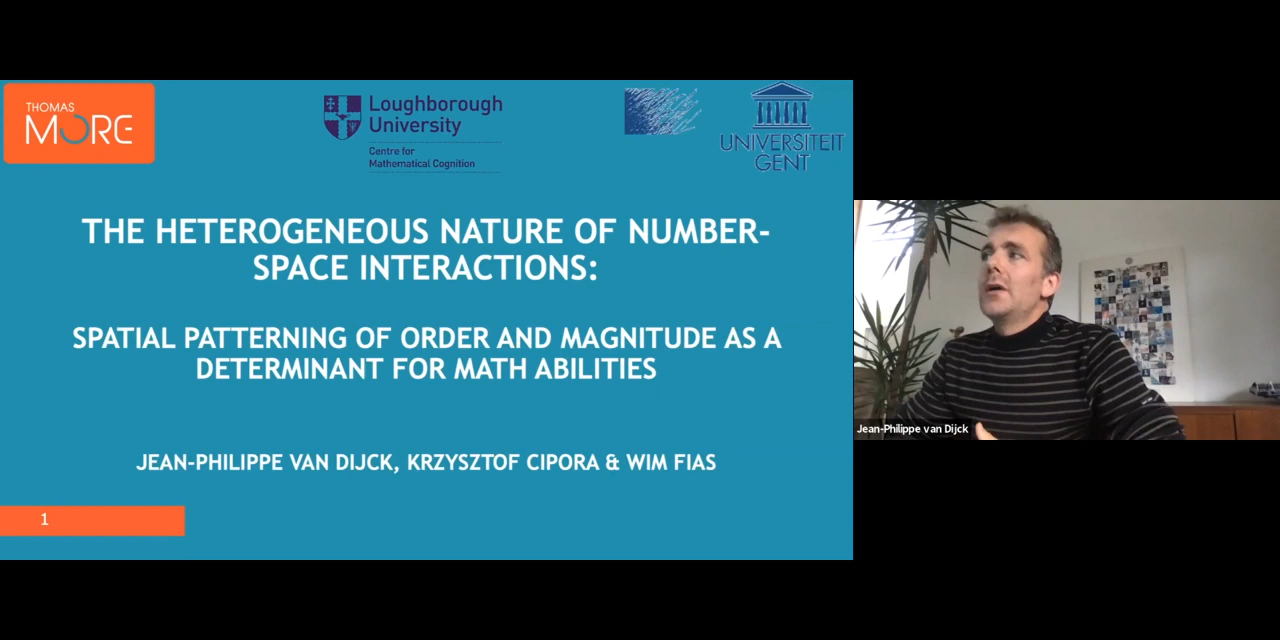 THOMAS
MORE
Loughborough
University
Centre for
Mathematical Cognition
UNIVERSITEIT
GENT
THE HETEROGENEOUS NATURE OF NUMBER-
SPACE INTERACTIONS:
SPATIAL PATTERNING OF ORDER AND MAGNITUDE AS A
DETERMINANT FOR MATH ABILITIES
JEAN-PHILIPPE VAN DIJCK, KRZYSZTOF CIPORA & WIM FIAS
1
Jean-Philippe van Dijck